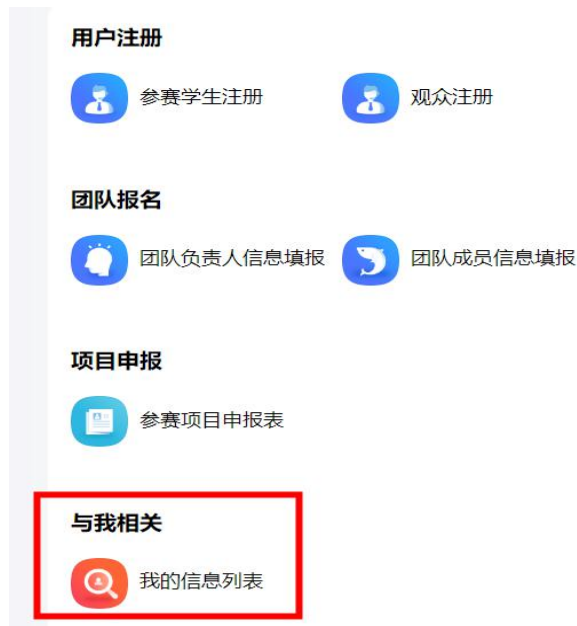 用户注册
参赛学生注册 观众注册
团队报名
团队负责人信息填报 团队成员信息填报
项目申报
参赛项目申报表
与我相关
我的信息列表